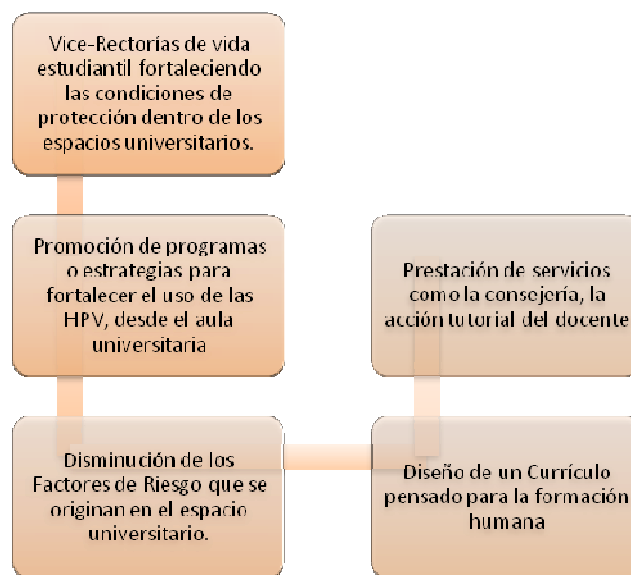 Vice-Rectorías de vida
estudiantil fortaleciendo
las condiciones de
protección dentro de los
espacios universitarios.
Promoción de programas
o estrategias para
fortalecer el uso de las
HPV, desde el aula
universitaria
Disminución de los
Factores de Riesgo que se
originan en el espacio
universitario.
Diseño de un Currículo
pensado para la formación
humana
Prestación de servicios
como la consejería, la
acción tutorial del docente